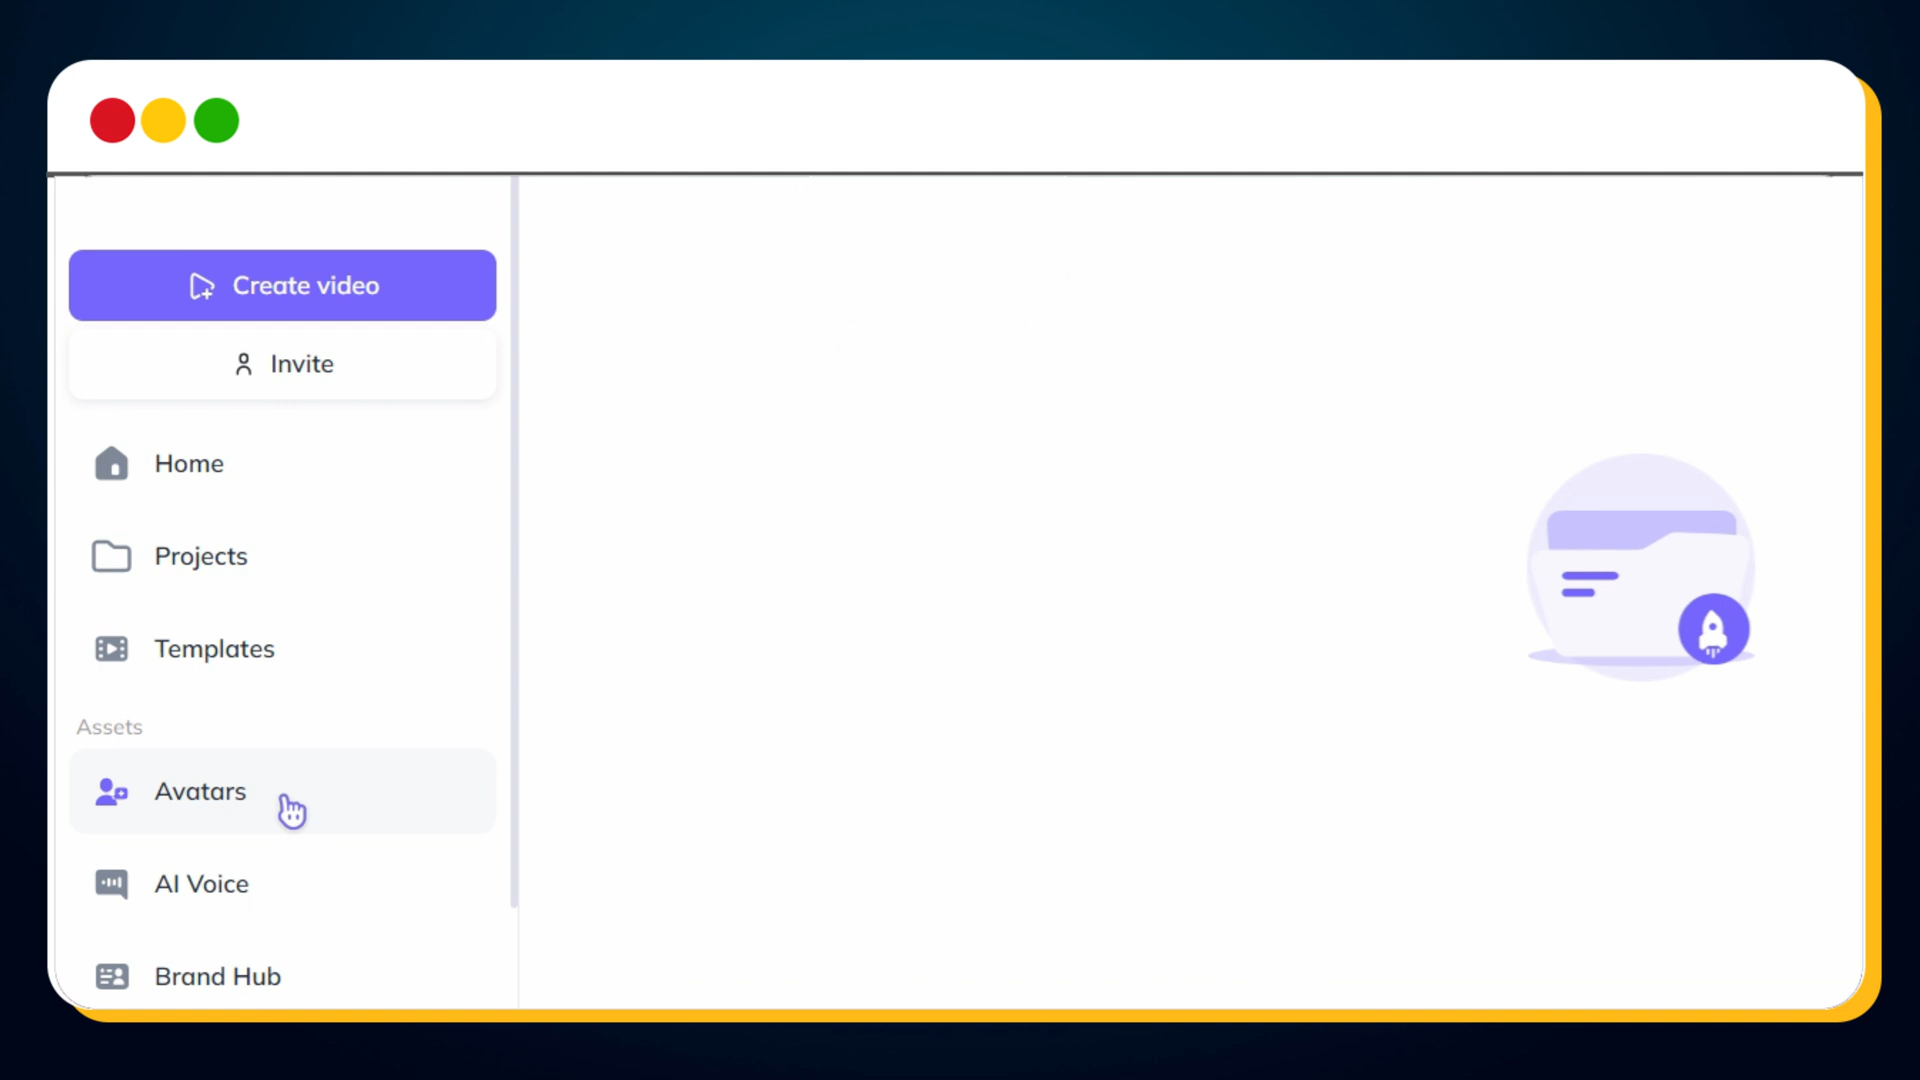 Create video
Invite
Home
Projects
Templates
Assets
Avatars
AI Voice
Brand Hub